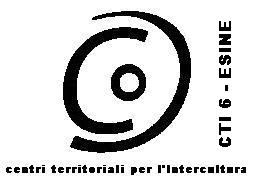 CTI 6 - ESINE
centri territoriali per l'Intercultura